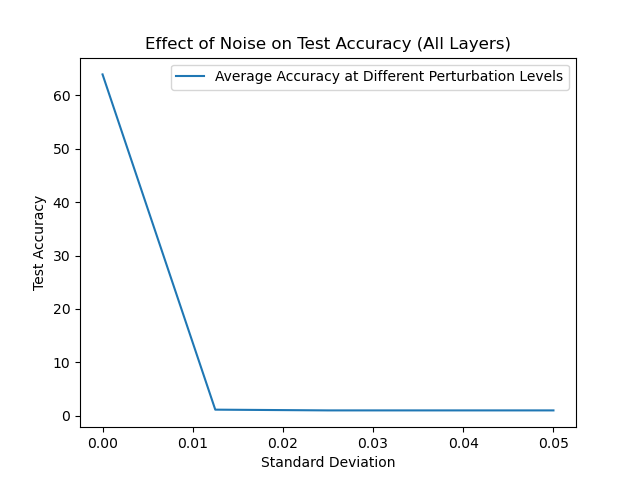 Effect of Noise on Test Accuracy (All Layers)
Average Accuracy at Different Perturbation Levels
Test Accuracy
60
50
40
30
20
10
0
0.00 0.01 0.02 0.03 0.04 0.05
Standard Deviation